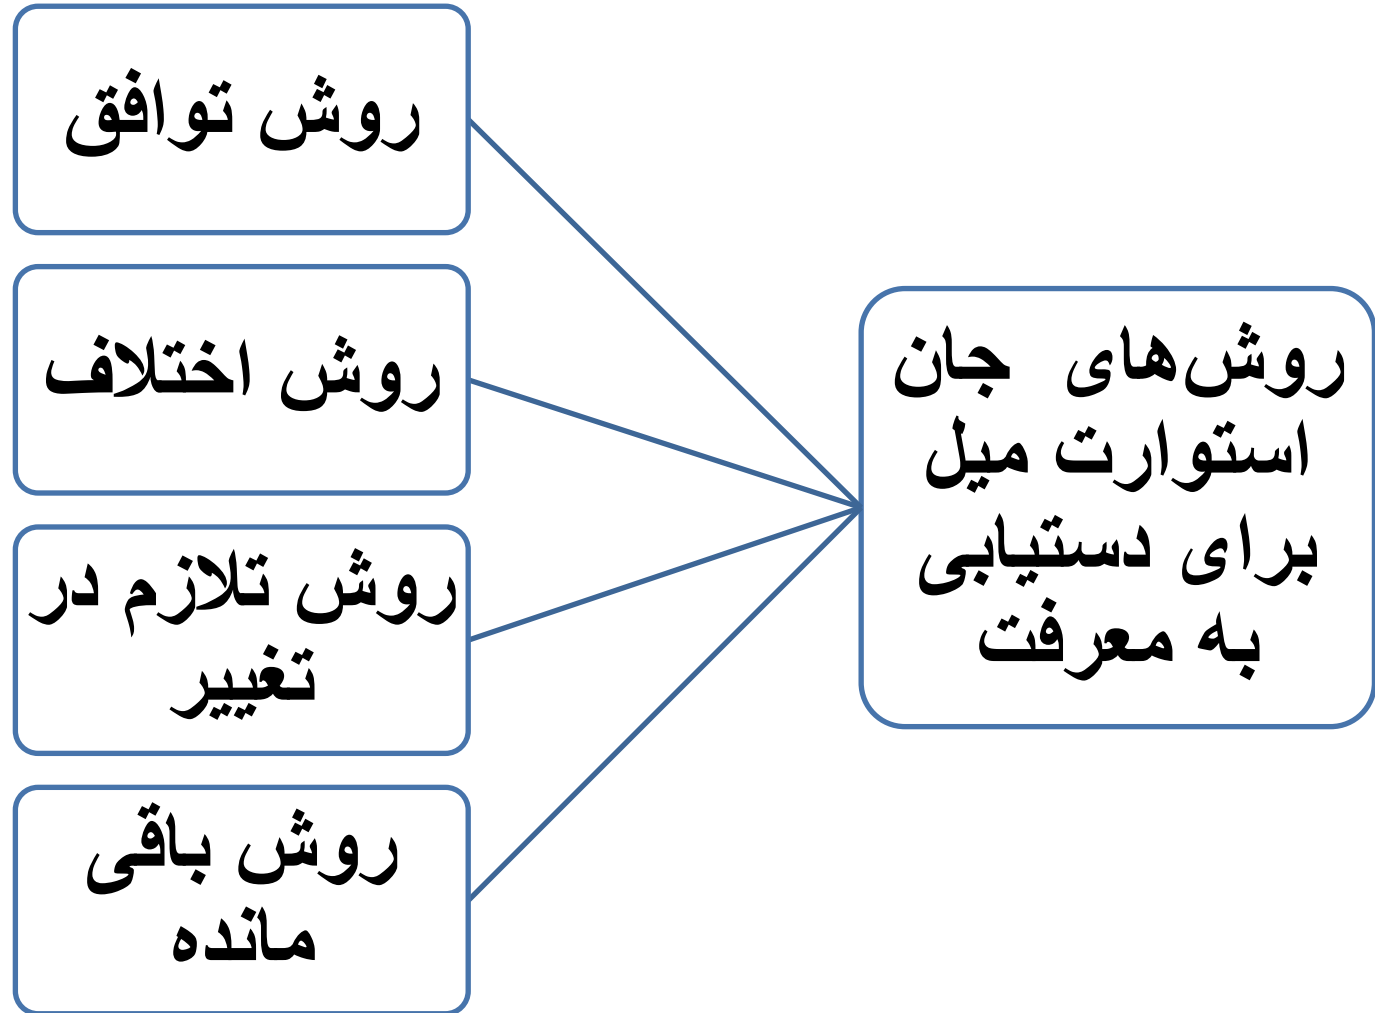 روش‌های جان
استوارت میل
برای دستیابی
به معرفت
روش توافق
روش اختلاف
روش تلازم در
تغییر
روش باقی
مانده